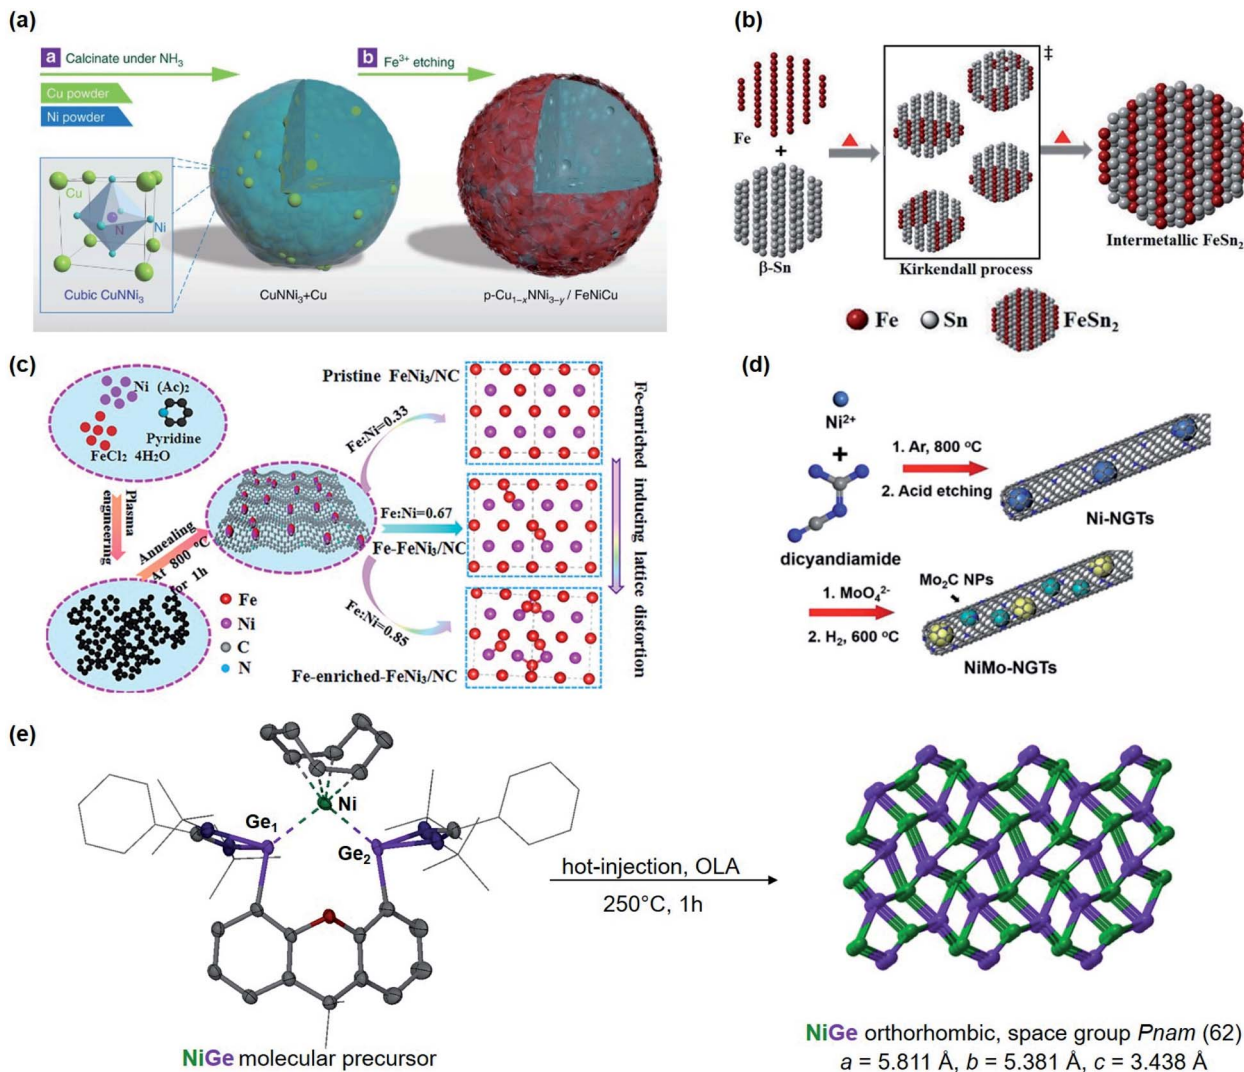 (a)
a Calcinate under NH3
b Fe3+ etching
Cu powder
Ni powder
Cu
N
Ni
Cubic CuNNi3
CuNNi3+Cu
p-Cu1−xNNi3−y / FeNiCu
(b)
Fe
+
β-Sn
‡
Kirkendall process
Intermetallic FeSn2
Fe
Sn
FeSn2
(c)
Ni (Ac)2
Pyridine
FeCl2 4H2O
Plasma
engineering
Annealing
Ar 800 °C
for 1h
Fe
Ni
C
N
Pristine FeNi3/NC
Fe:Ni=0.33
Fe:Ni=0.67
Fe-FeNi3/NC
Fe:Ni=0.85
Fe-enriched-FeNi3/NC
Fe-enriched inducing lattice distortion
(d)
Ni2+
+
dicyandiamide
1. Ar, 800 °C
2. Acid etching
Ni-NGTs
1. MoO42-
2. H2, 600 °C
Mo2C NPs
NiMo-NGTs
(e)
Ni
Ge1
Ge2
NiGe molecular precursor
hot-injection, OLA
250°C, 1h
NiGe orthorhombic, space group Pnam (62)
a = 5.811 Å, b = 5.381 Å, c = 3.438 Å